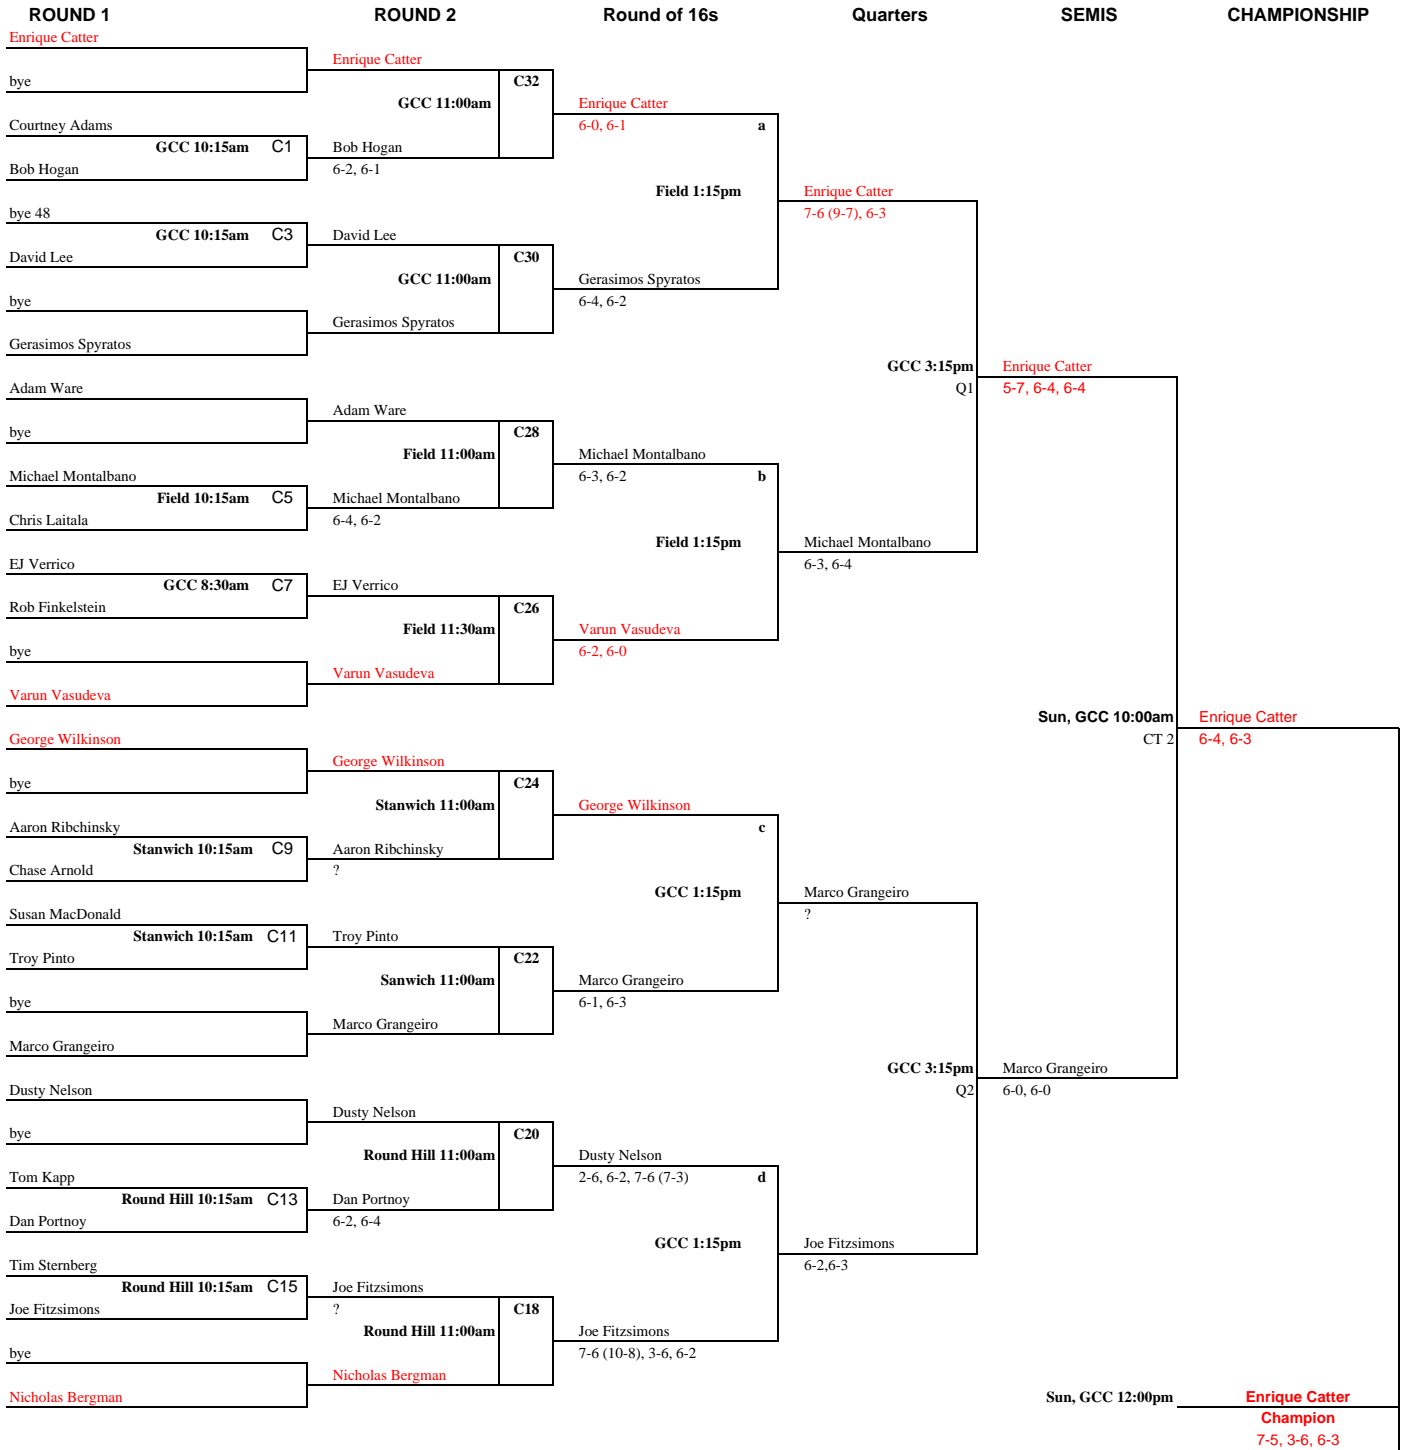 ROUND 1
ROUND 2
Round of 16s
Quarters
SEMIS
CHAMPIONSHIP
Enrique Catter
bye
Courtney Adams
GCC 10:15am C1
Bob Hogan
bye 48
GCC 10:15am C3
David Lee
bye
Gerasimos Spyratos
Adam Ware
bye
Michael Montalbano
Field 10:15am C5
Chris Laitala
EJ Verrico
GCC 8:30am C7
Rob Finkelstein
bye
Varun Vasudeva
George Wilkinson
bye
Aaron Ribchinsky
Stanwich 10:15am C9
Chase Arnold
Susan MacDonald
Stanwich 10:15am C11
Troy Pinto
bye
Marco Grangeiro
Dusty Nelson
bye
Tom Kapp
Round Hill 10:15am C13
Dan Portnoy
Tim Sternberg
Round Hill 10:15am C15
Joe Fitzsimons
bye
Nicholas Bergman
Enrique Catter
C32
GCC 11:00am
Bob Hogan
6-2, 6-1
David Lee
C30
GCC 11:00am
Gerasimos Spyratos
Adam Ware
C28
Field 11:00am
Michael Montalbano
6-4, 6-2
EJ Verrico
C26
Field 11:30am
Varun Vasudeva
George Wilkinson
C24
Stanwich 11:00am
Aaron Ribchinsky
?
Troy Pinto
C22
Sanwich 11:00am
Marco Grangeiro
Dusty Nelson
C20
Round Hill 11:00am
Dan Portnoy
6-2, 6-4
Joe Fitzsimons
?
C18
Round Hill 11:00am
Nicholas Bergman
Enrique Catter
6-0, 6-1
a
Field 1:15pm
Gerasimos Spyratos
6-4, 6-2
Michael Montalbano
6-3, 6-2
b
Field 1:15pm
Varun Vasudeva
6-2, 6-0
George Wilkinson
c
GCC 1:15pm
Marco Grangeiro
6-1, 6-3
Dusty Nelson
2-6, 6-2, 7-6 (7-3)
d
GCC 1:15pm
Joe Fitzsimons
7-6 (10-8), 3-6, 6-2
Enrique Catter
7-6 (9-7), 6-3
GCC 3:15pm
Q1
Michael Montalbano
6-3, 6-4
Marco Grangeiro
?
GCC 3:15pm
Q2
Joe Fitzsimons
6-2,6-3
Enrique Catter
5-7, 6-4, 6-4
Sun, GCC 10:00am
CT 2
Marco Grangeiro
6-0, 6-0
Enrique Catter
6-4, 6-3
Sun, GCC 12:00pm
Enrique Catter
Champion
7-5, 3-6, 6-3